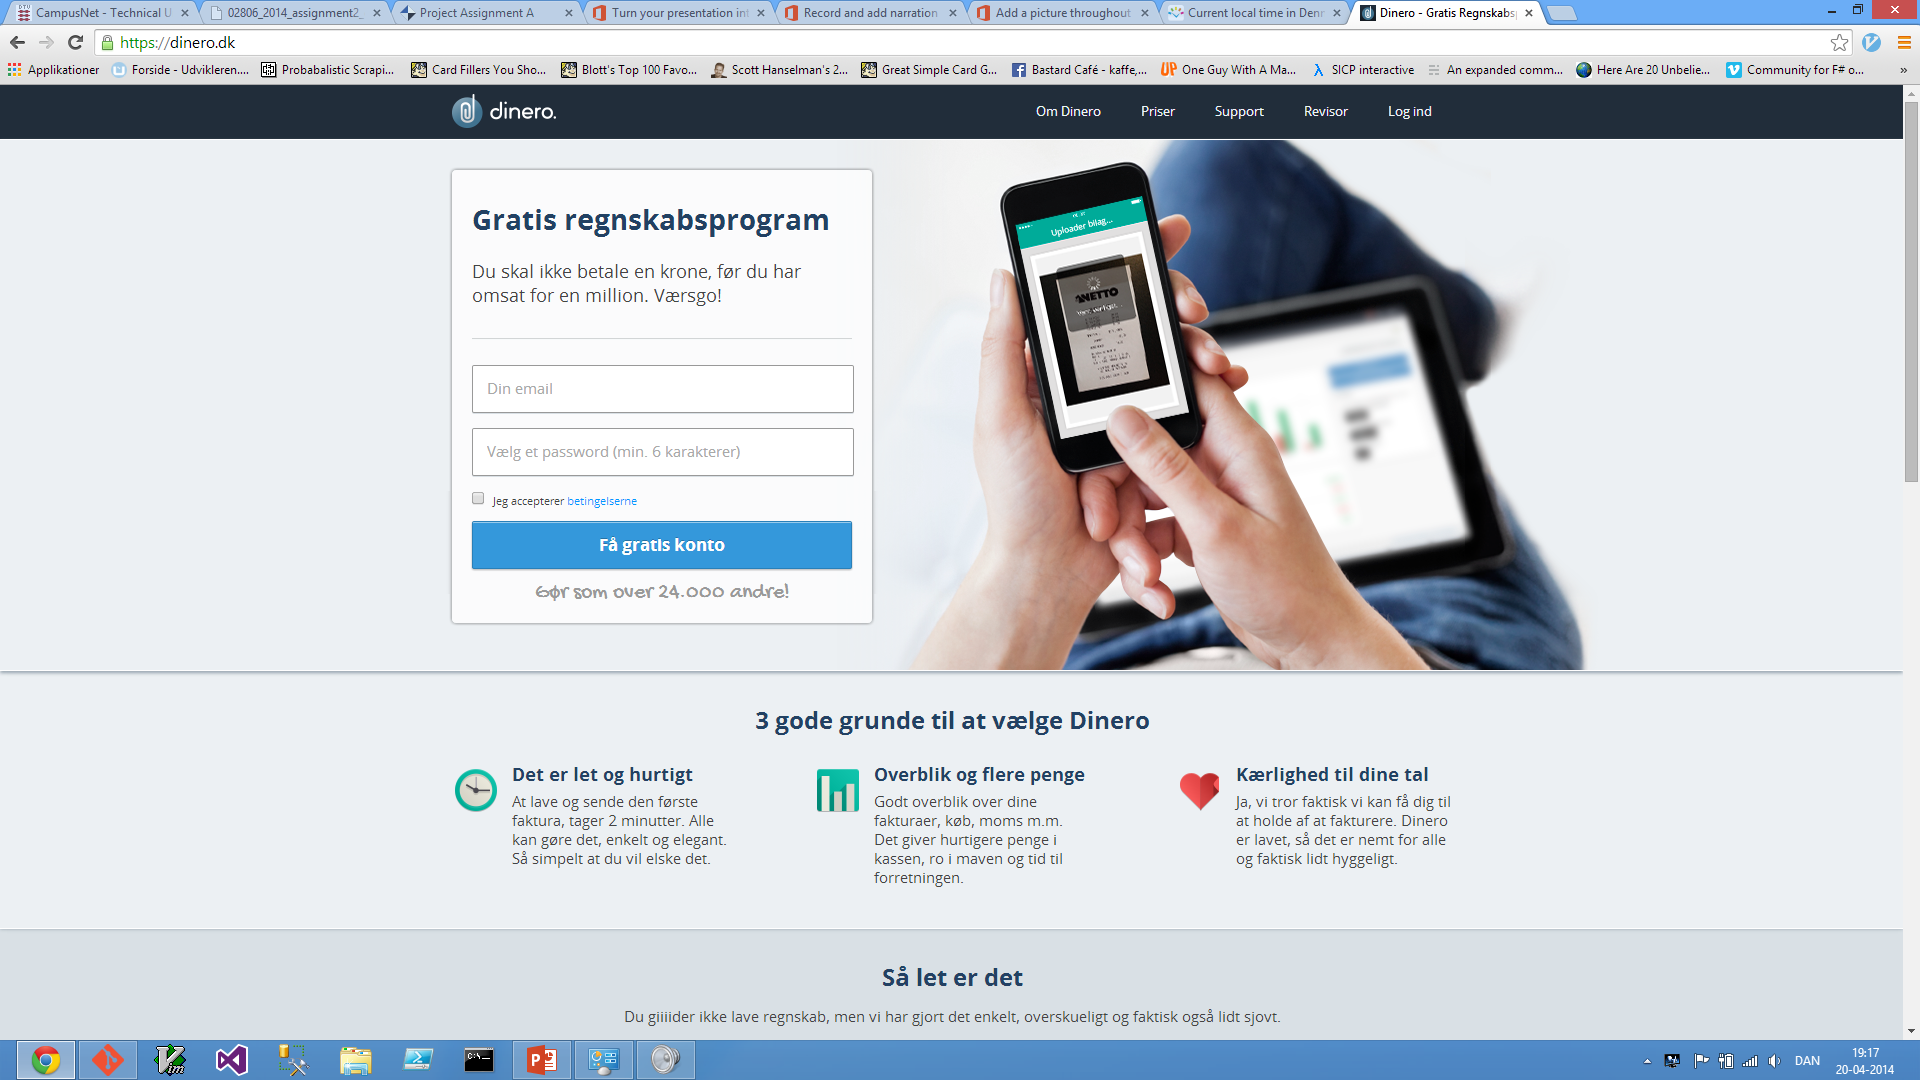 CampusNet - Technical U
02806_2014_assignment2_
Project Assignment A
Turn your presentation int
Record and add narration
Add a picture throughout
Current local time in Denm
Dinero - Gratis Regnskabsp
https://dinero.dk
Applikationer
Forside - Udvikleren....
Probabalistic Scrapi...
Card Fillers You Sho...
Blott's Top 100 Favo...
Scott Hanselman's 2...
Great Simple Card G...
Bastard Café - kaffe,...
One Guy With A Ma...
SICP interactive
An expanded comm...
Here Are 20 Unbelie...
Community for F# o...
»
dinero.
Om Dinero
Priser
Support
Revisor
Log ind
Gratis regnskabsprogram
Du skal ikke betale en krone, før du har
omsat for en million. Værsgo!
Din email
Vælg et password (min. 6 karakterer)
Jeg accepterer betingelserne
Få gratis konto
Gør som over 24.000 andre!
Uploader bilag...
NETTO
3 gode grunde til at vælge Dinero
Det er let og hurtigt
At lave og sende den første
faktura, tager 2 minutter. Alle
kan gøre det, enkelt og elegant.
Så simpelt at du vil elske det.
Overblik og flere penge
Godt overblik over dine
fakturaer, køb, moms m.m.
Det giver hurtigere penge i
kassen, ro i maven og tid til
forretningen.
Kærlighed til dine tal
Ja, vi tror faktisk vi kan få dig til
at holde af at fakturere. Dinero
er lavet, så det er nemt for alle
og faktisk lidt hyggeligt.
Så let er det
Du giiiider ikke lave regnskab, men vi har gjort det enkelt, overskueligt og faktisk også lidt sjovt.
DAN
19:17
20-04-2014